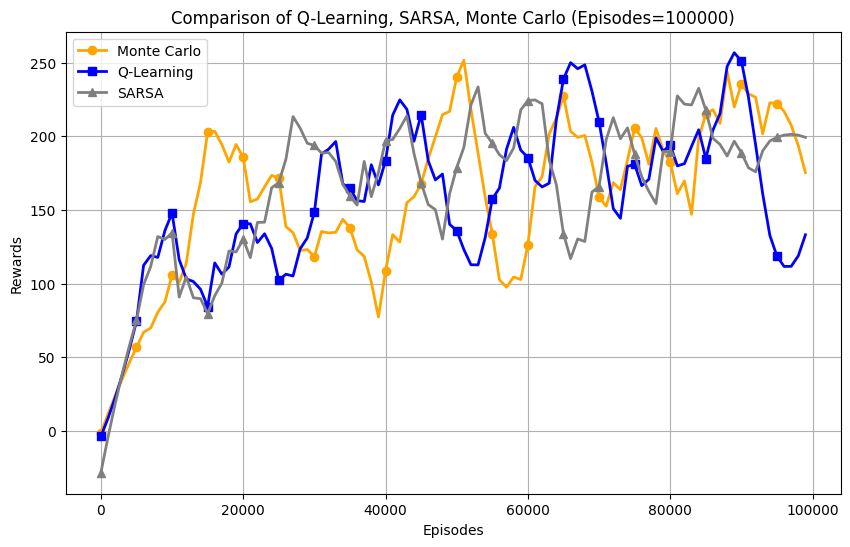 Comparison of Q-Learning, SARSA, Monte Carlo (Episodes=100000)
Monte Carlo
Q-Learning
SARSA
250
200
150
100
50
0
Rewards
0 20000 40000 60000 80000 100000
Episodes